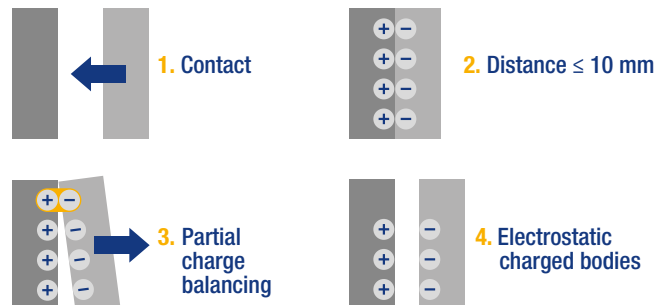 1. Contact
+ −
+ −
+ −
+ −
2. Distance ≤ 10 mm
+ −
+ −
+ −
+ −
3. Partial
charge
balancing
+ −
+ −
+ −
4. Electrostatic
charged bodies